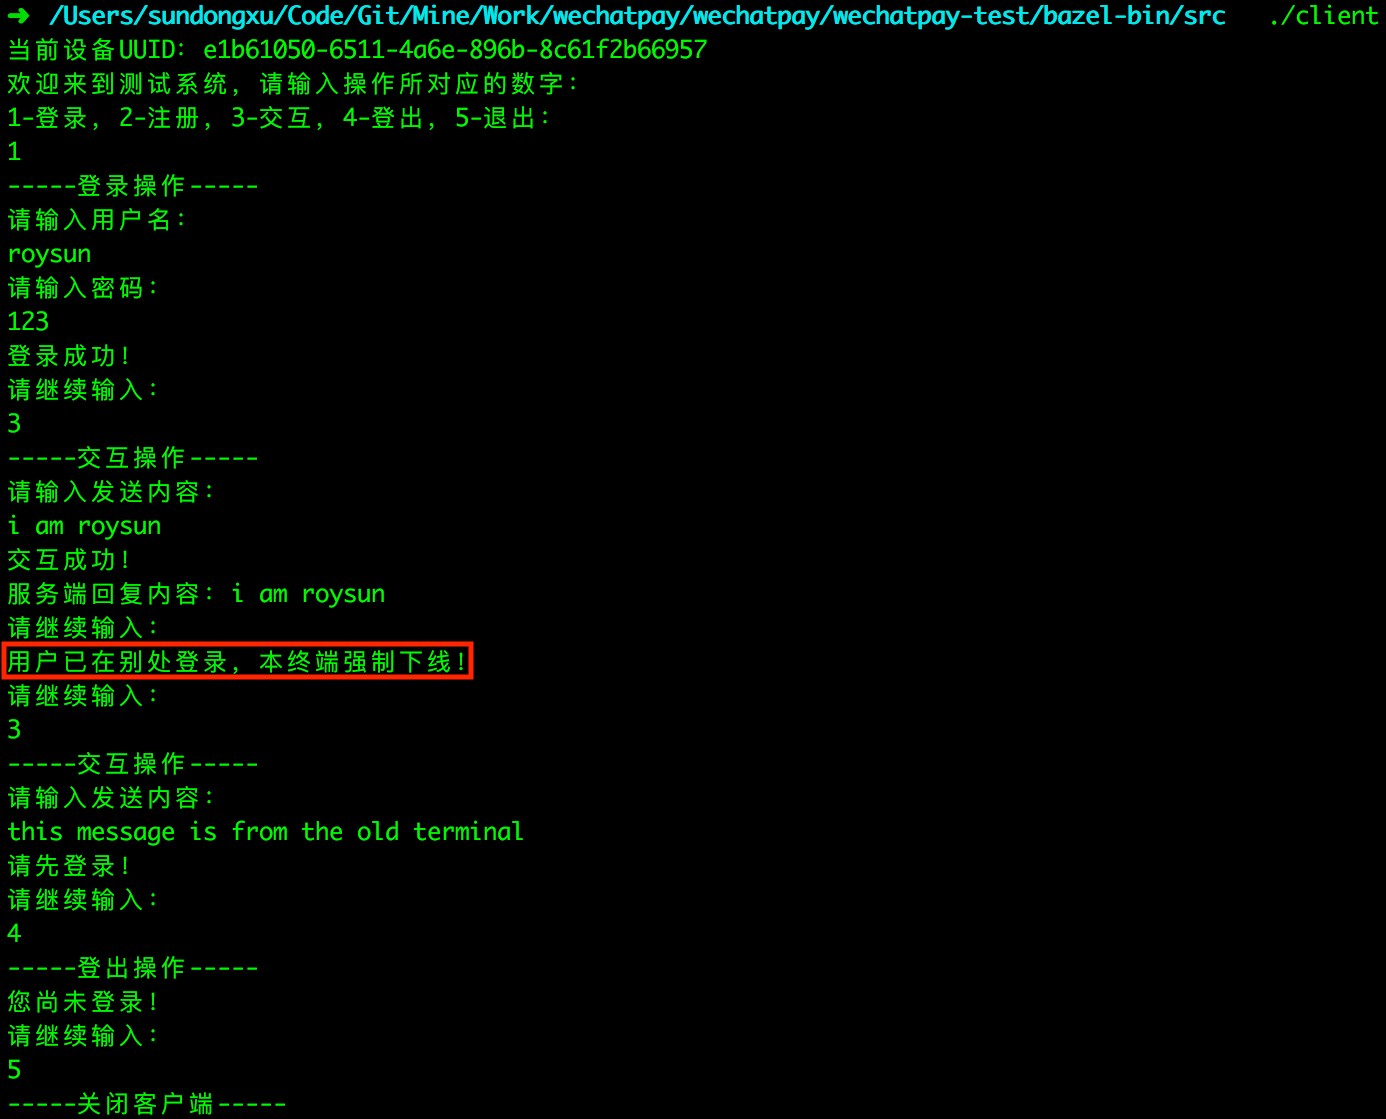 ➜  /Users/sundongxu/Code/Git/Mine/Work/wechatpay/wechatpay/wechatpay-test/bazel-bin/src   ./client
当前设备UUID：e1b61050-6511-4a6e-896b-8c61f2b66957
欢迎来到测试系统，请输入操作所对应的数字：
1-登录，2-注册，3-交互，4-登出，5-退出：
1
-----登录操作-----
请输入用户名：
roysun
请输入密码：
123
登录成功！
请继续输入：
3
-----交互操作-----
请输入发送内容：
i am roysun
交互成功！
服务端回复内容：i am roysun
请继续输入：
用户已在别处登录，本终端强制下线！
请继续输入：
3
-----交互操作-----
请输入发送内容：
this message is from the old terminal
请先登录！
请继续输入：
4
-----登出操作-----
您尚未登录！
请继续输入：
5
-----关闭客户端-----